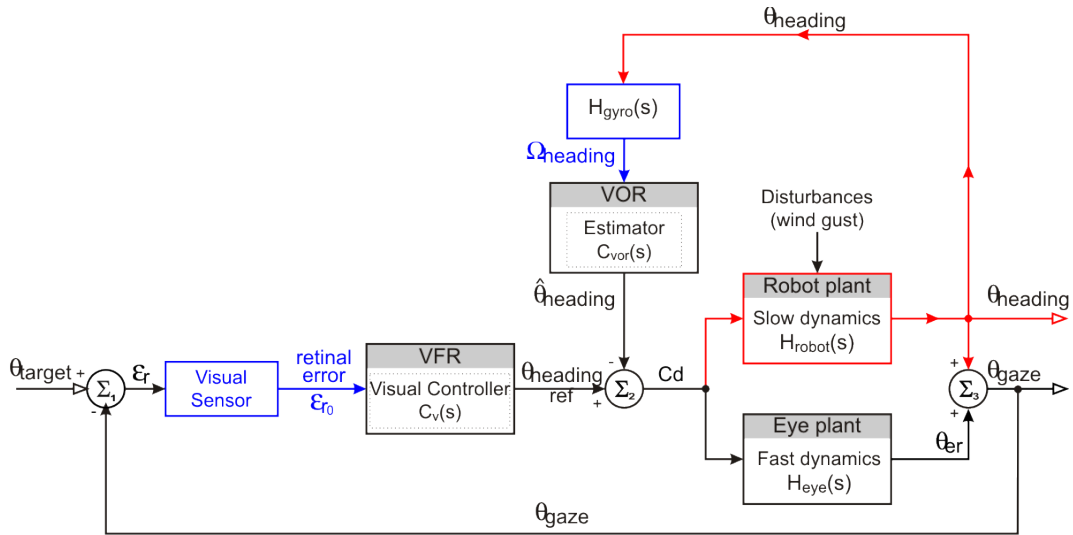 θheading
Hgyro(s)
Ωheading
VOR
Estimator
Cvor(s)
Disturbances
(wind gust)
θ̂heading
Robot plant
Slow dynamics
Hrobot(s)
θheading
θtarget
+
-
Σ1
εr
Visual
Sensor
retinal
error
εr0
VFR
Visual Controller
Cv(s)
θheading
ref
-
+
Σ2
Cd
+
+
Σ3
θgaze
Eye plant
Fast dynamics
Heye(s)
θer
θgaze